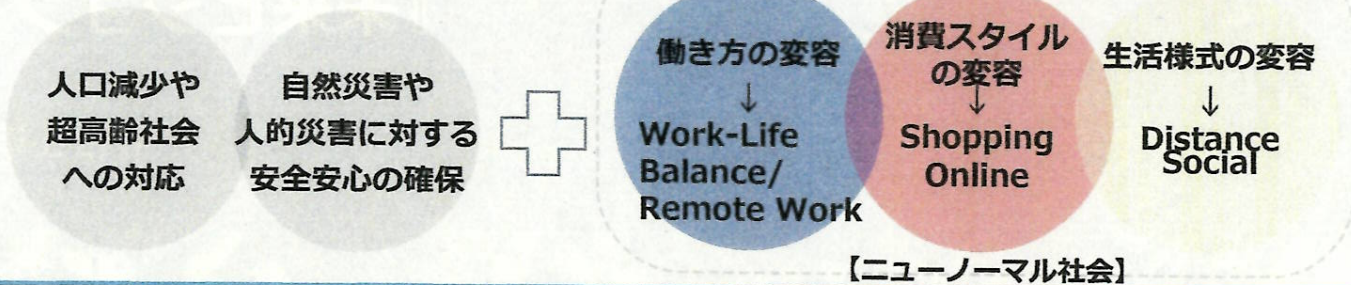 人口減少や
超高齢社会
への対応
自然災害や
人的災害に対する
安全安心の確保
働き方の変容
↓
Work-Life
Balance/
Remote Work
消費スタイル
の変容
↓
Shopping
Online
生活様式の変容
↓
Distance
Social
【ニューノーマル社会】